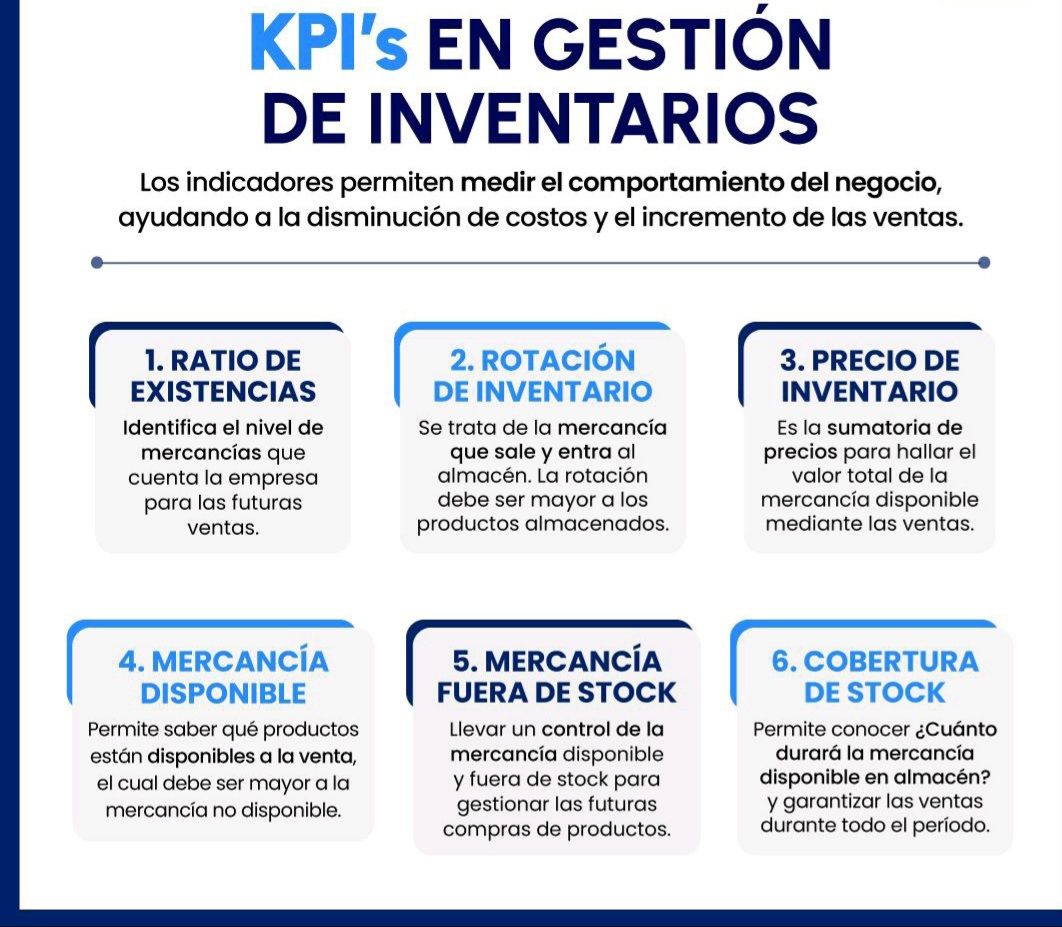 KPI's EN GESTIÓN
DE INVENTARIOS
Los indicadores permiten medir el comportamiento del negocio,
ayudando a la disminución de costos y el incremento de las ventas.
1. RATIO DE
EXISTENCIAS
Identifica el nivel de
mercancías que
cuenta la empresa
para las futuras
ventas.
2. ROTACIÓN
DE INVENTARIO
Se trata de la mercancía
que sale y entra al
almacén. La rotación
debe ser mayor a los
productos almacenados.
3. PRECIO DE
INVENTARIO
Es la sumatoria de
precios para hallar el
valor total de la
mercancía disponible
mediante las ventas.
4. MERCANCÍA
DISPONIBLE
Permite saber qué productos
están disponibles a la venta,
el cual debe ser mayor a la
mercancía no disponible.
5. MERCANCÍA
FUERA DE STOCK
Llevar un control de la
mercancía disponible
y fuera de stock para
gestionar las futuras
compras de productos.
6. COBERTURA
DE STOCK
Permite conocer ¿Cuánto
durará la mercancía
disponible en almacén?
y garantizar las ventas
durante todo el período.